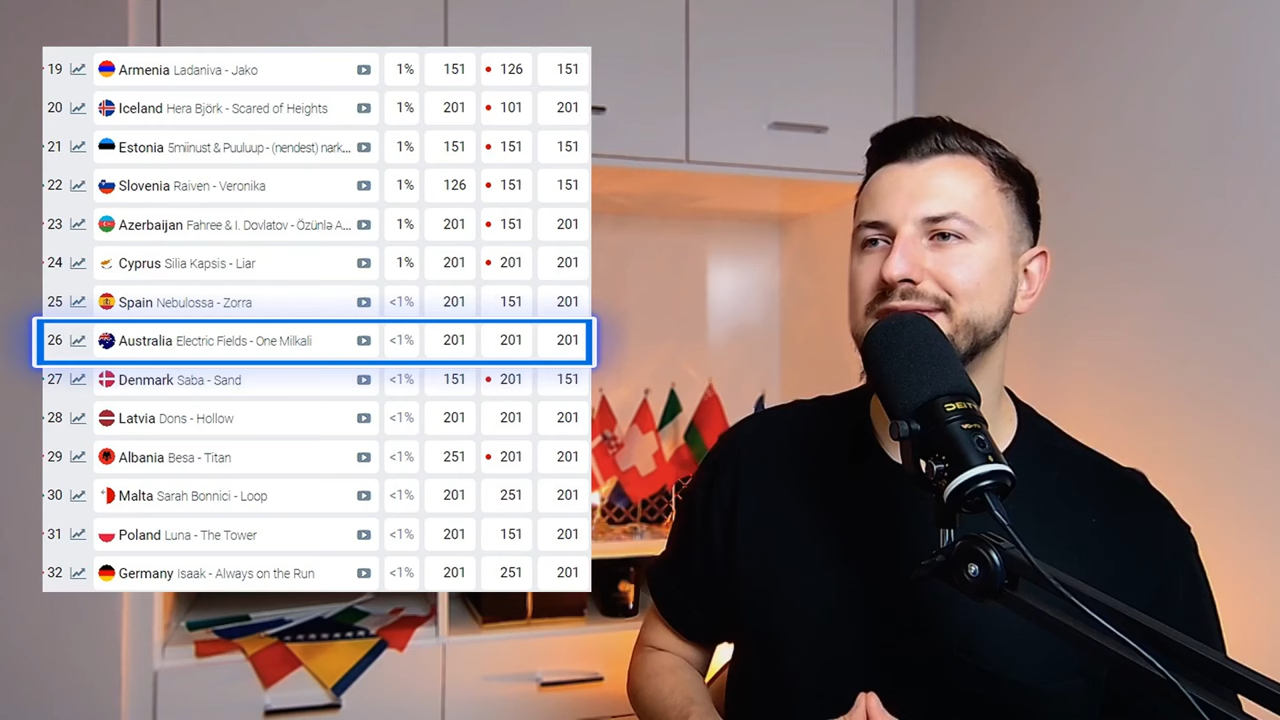 19 Armenia Ladaniva - Jako 1% 151 126 151
20 Iceland Hera Björk - Scared of Heights 1% 201 101 201
21 Estonia 5miinust & Puuluup - (nendest) nark... 1% 151 151 151
22 Slovenia Raiven - Veronika 1% 126 151 151
23 Azerbaijan Fahree & I. Dovlatov - Özünlə A... 1% 201 151 201
24 Cyprus Silia Kapsis - Liar 1% 201 201 201
25 Spain Nebulossa - Zorra <1% 201 151 201
26 Australia Electric Fields - One Milkali <1% 201 201 201
27 Denmark Saba - Sand <1% 151 201 151
28 Latvia Dons - Hollow <1% 201 201 201
29 Albania Besa - Titan <1% 251 201 201
30 Malta Sarah Bonnici - Loop <1% 201 251 201
31 Poland Luna - The Tower <1% 201 151 201
32 Germany Isaak - Always on the Run <1% 201 251 201